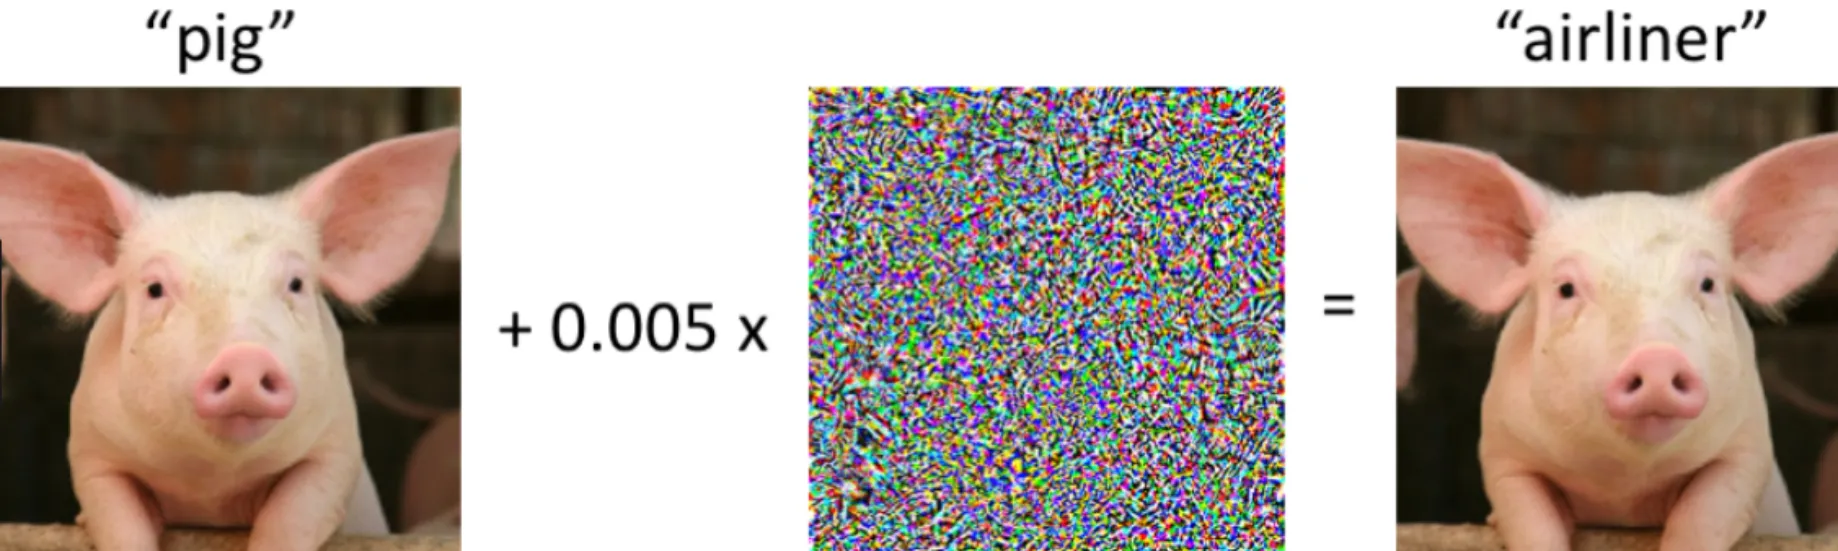 “pig”
“airliner”
+ 0.005 x
=